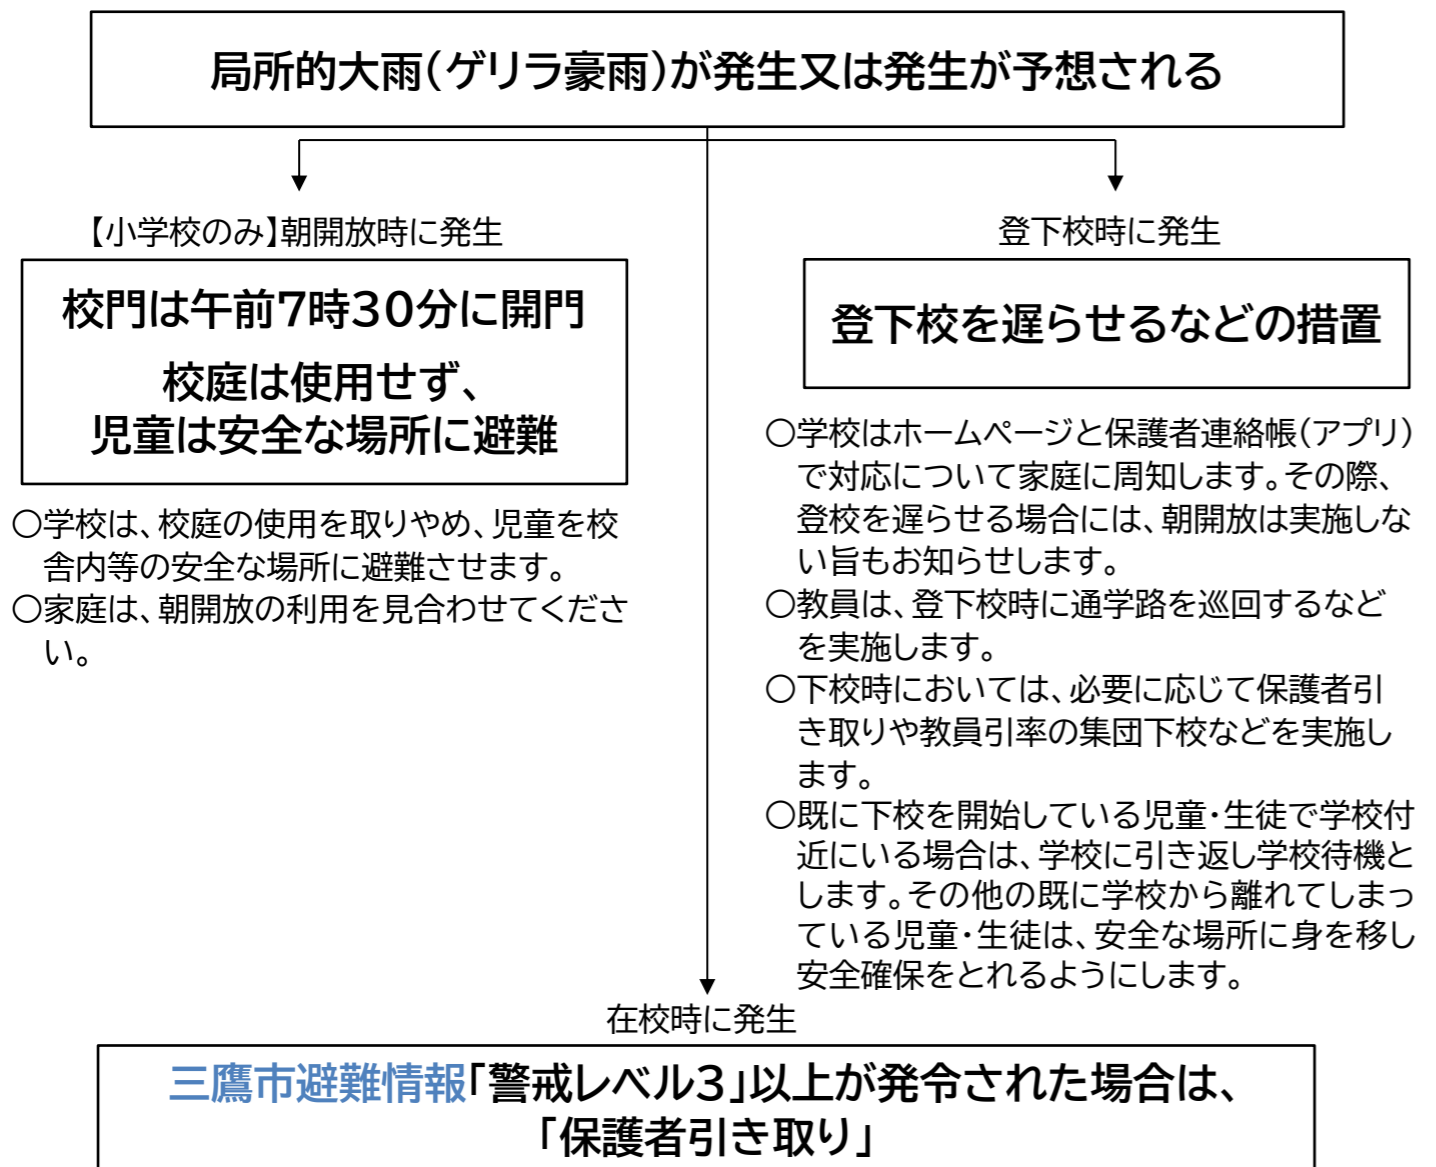 局所的大雨(ゲリラ豪雨)が発生又は発生が予想される
【小学校のみ】朝開放時に発生
校門は午前7時30分に開門
校庭は使用せず、
児童は安全な場所に避難
○学校は、校庭の使用を取りやめ、児童を校
舎内等の安全な場所に避難させます。
○家庭は、朝開放の利用を見合わせてくださ
い。
登下校時に発生
登下校を遅らせるなどの措置
○学校はホームページと保護者連絡帳(アプリ)
で対応について家庭に周知します。その際、
登校を遅らせる場合には、朝開放は実施しな
い旨もお知らせします。
○教員は、登下校時に通学路を巡回するなど
を実施します。
○下校時においては、必要に応じて保護者引
き取りや教員引率の集団下校などを実施し
ます。
○既に下校を開始している児童・生徒で学校付
近にいる場合は、学校に引き返し学校待機と
します。その他の既に学校から離れてしまっ
ている児童・生徒は、安全な場所に身を移し
安全確保をとれるようにします。
在校時に発生
三鷹市避難情報「警戒レベル3」以上が発令された場合は、
「保護者引き取り」